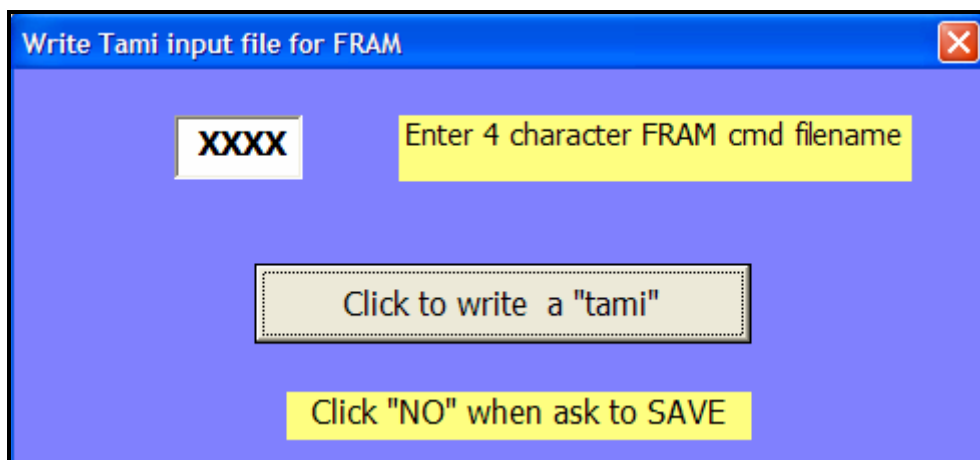 Write Tami input file for FRAM
XXXX
Enter 4 character FRAM cmd filename
Click to write  a "tami"
Click "NO" when ask to SAVE